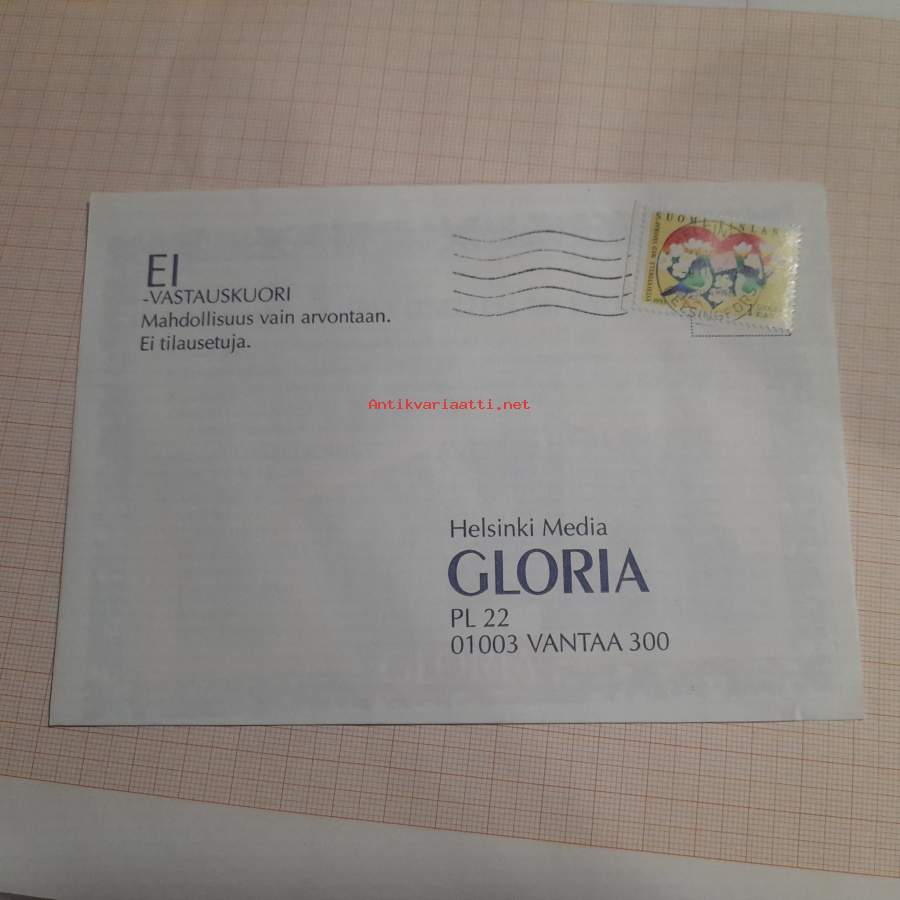 EI
-VASTAUSKUORI
Mahdollisuus vain arvontaan.
Ei tilausetuja.
SUOMI FINLAND
HELSINGFORS
Antikvariaatti.net
Helsinki Media
GLORIA
PL 22
01003 VANTAA 300